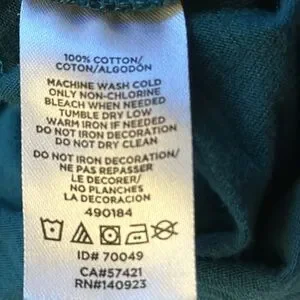 100% COTTON/
COTON/ALGODÓN
MACHINE WASH COLD
ONLY NON-CHLORINE
BLEACH WHEN NEEDED
TUMBLE DRY LOW
WARM IRON IF NEEDED
DO NOT IRON DECORATION
DO NOT DRY CLEAN
DO NOT IRON DECORATION/
NE PAS REPASSER
LE DECORER/
NO PLANCHES
LA DECORACION
490184
ID# 70049
CA#57421
RN#140923